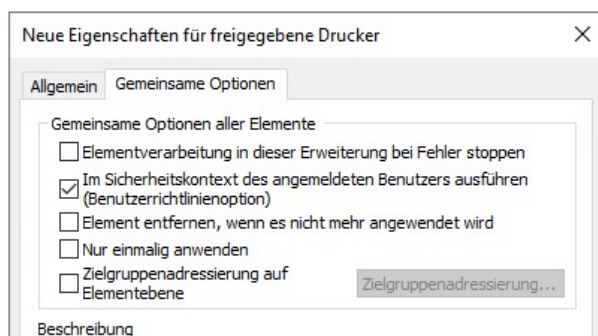 Neue Eigenschaften für freigegebene Drucker
Allgemein
Gemeinsame Optionen
Gemeinsame Optionen aller Elemente
Elementverarbeitung in dieser Erweiterung bei Fehler stoppen
Im Sicherheitskontext des angemeldeten Benutzers ausführen
(Benutzerrichtlinienoption)
Element entfernen, wenn es nicht mehr angewendet wird
Nur einmalig anwenden
Zielgruppenadressierung auf
Elementebene
Zielgruppenadressierung...
Beschreibung